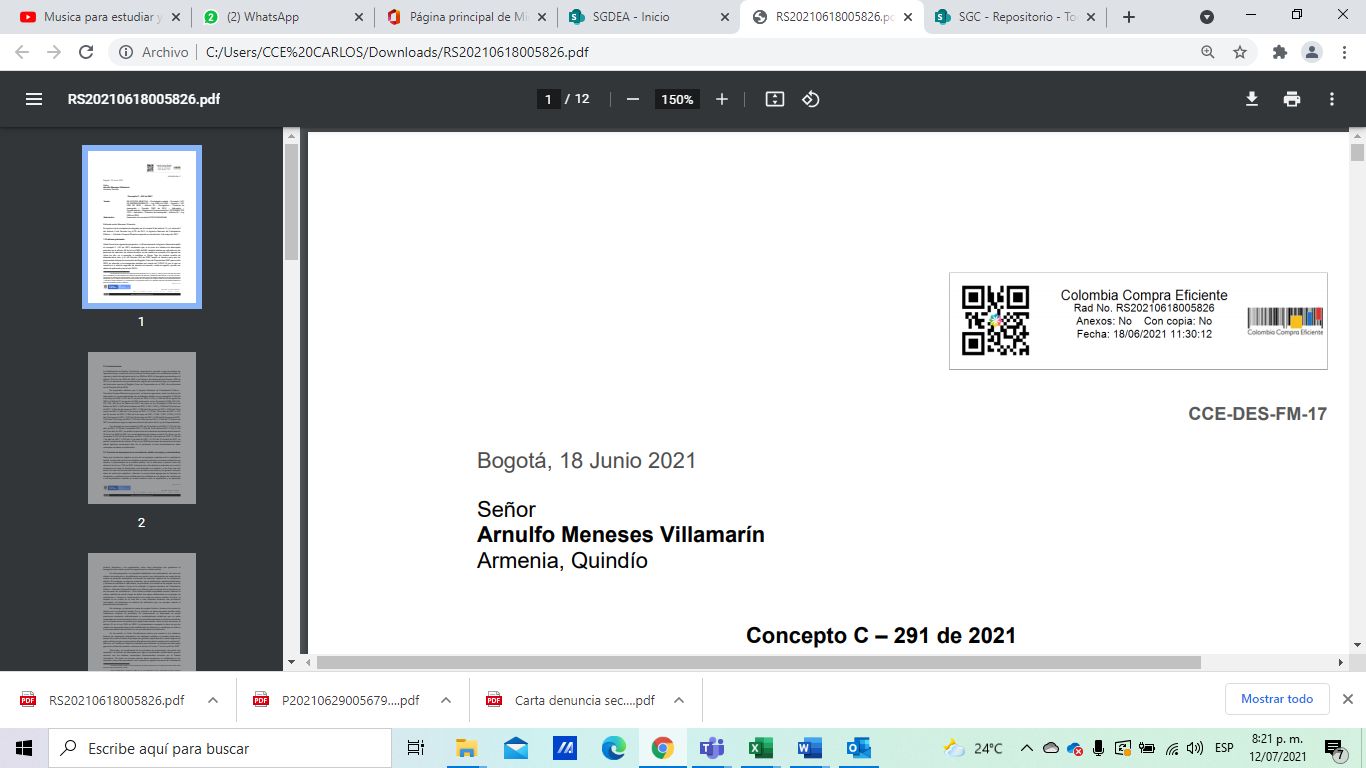 Musica para estudiar y
(2) WhatsApp
Página principal de Mi
SGDEA - Inicio
RS20210618005826.pd
SGC - Repositorio - To
Archivo
C:/Users/CCE%20CARLOS/Downloads/RS20210618005826.pdf
RS20210618005826.pdf
1 / 12
150%
1
2
Colombia Compra Eficiente
Rad No. RS20210618005826
Anexos: No Con copia: No
Fecha: 18/06/2021 11:30:12
Colombia Compra Eficiente
CCE-DES-FM-17
Bogotá, 18 Junio 2021
Señor
Arnulfo Meneses Villamarín
Armenia, Quindío
Concepto C – 291 de 2021
RS20210618005826.pdf
P20210629005679....pdf
Carta denuncia sec....pdf
Mostrar todo
Escribe aquí para buscar
24°C
ESP
8:21 p. m.
12/07/2021
7